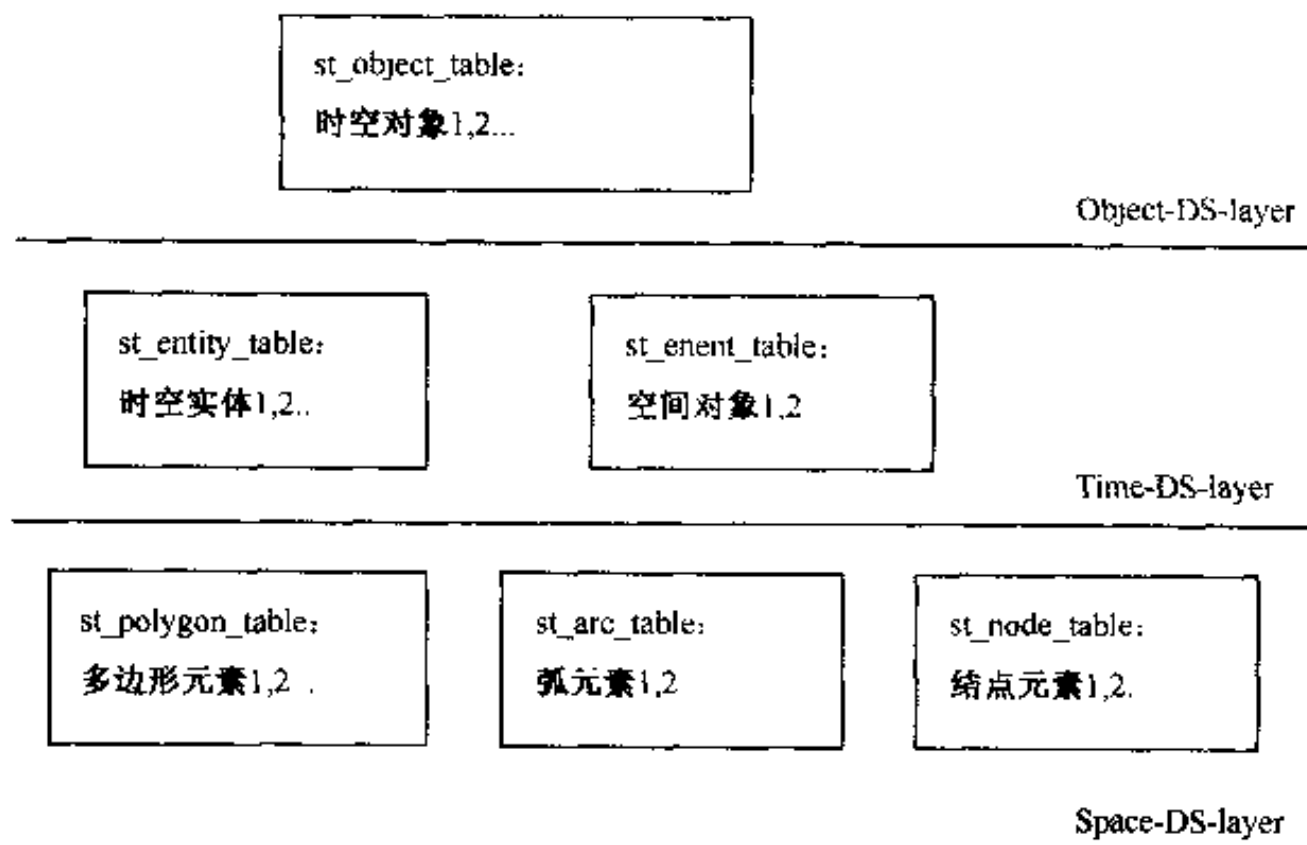 st_object_table:
时空对象1,2...
Object-DS-layer
st_entity_table:
时空实体1,2..
st_enent_table:
空间对象1,2
Time-DS-layer
st_polygon_table:
多边形元素1,2 .
st_arc_table:
弧元素1,2
st_node_table:
结点元素1,2.
Space-DS-layer